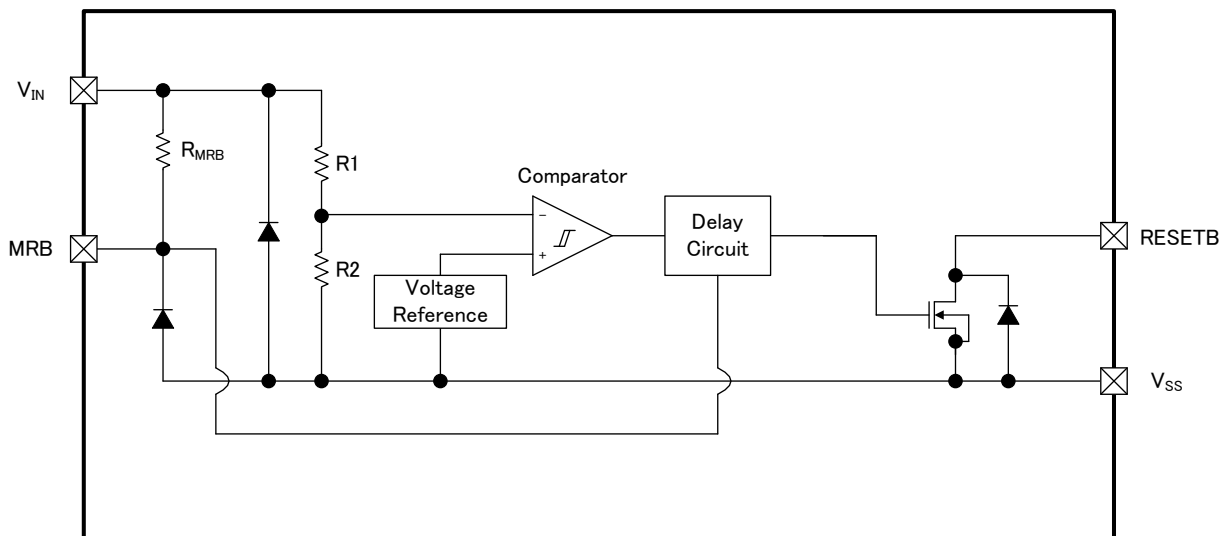 V_IN
R_MRB
R1
Comparator
−
Delay
Circuit
RESETB
MRB
R2
+
Voltage
Reference
V_SS